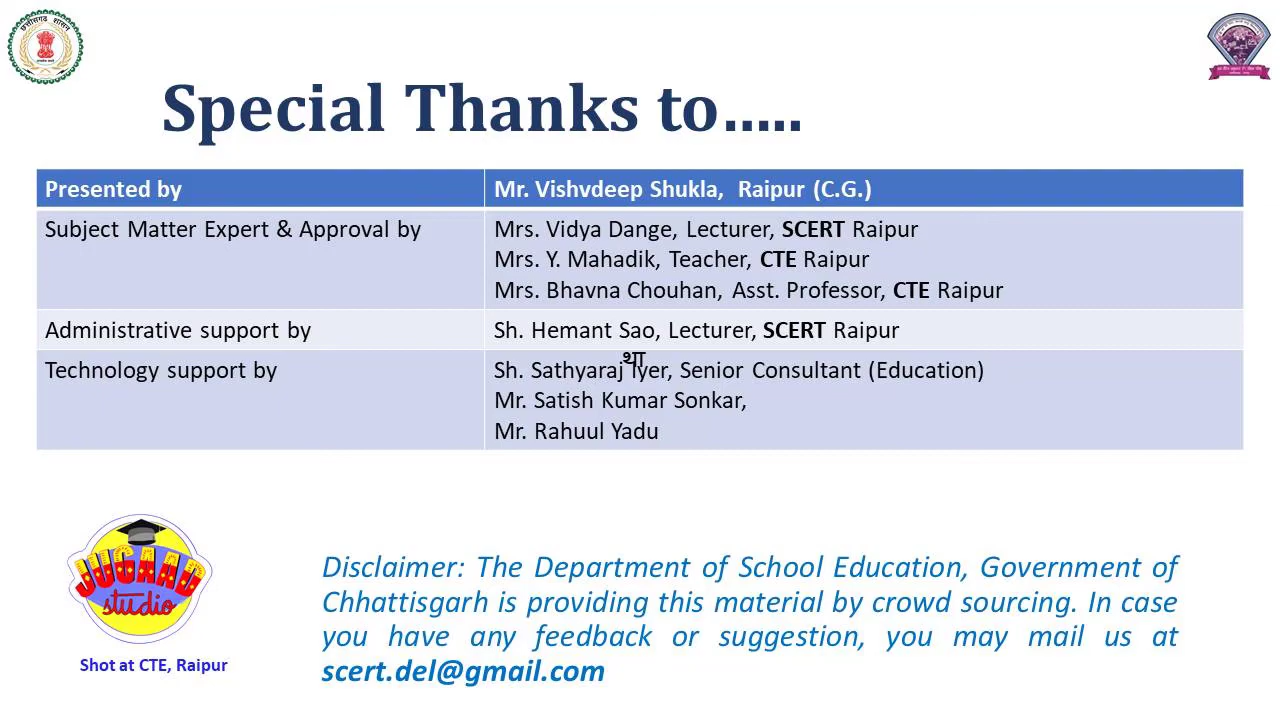 छत्तीसगढ़ शासन
Special Thanks to.....
Presented by
Mr. Vishvdeep Shukla, Raipur (C.G.)
Subject Matter Expert & Approval by
Mrs. Vidya Dange, Lecturer, SCERT Raipur
Mrs. Y. Mahadik, Teacher, CTE Raipur
Mrs. Bhavna Chouhan, Asst. Professor, CTE Raipur
Administrative support by
Sh. Hemant Sao, Lecturer, SCERT Raipur
था
Technology support by
Sh. Sathyaraj Iyer, Senior Consultant (Education)
Mr. Satish Kumar Sonkar,
Mr. Rahuul Yadu
JUGAAD
studio
Shot at CTE, Raipur
Disclaimer: The Department of School Education, Government of
Chhattisgarh is providing this material by crowd sourcing. In case
you have any feedback or suggestion, you may mail us at
scert.del@gmail.com